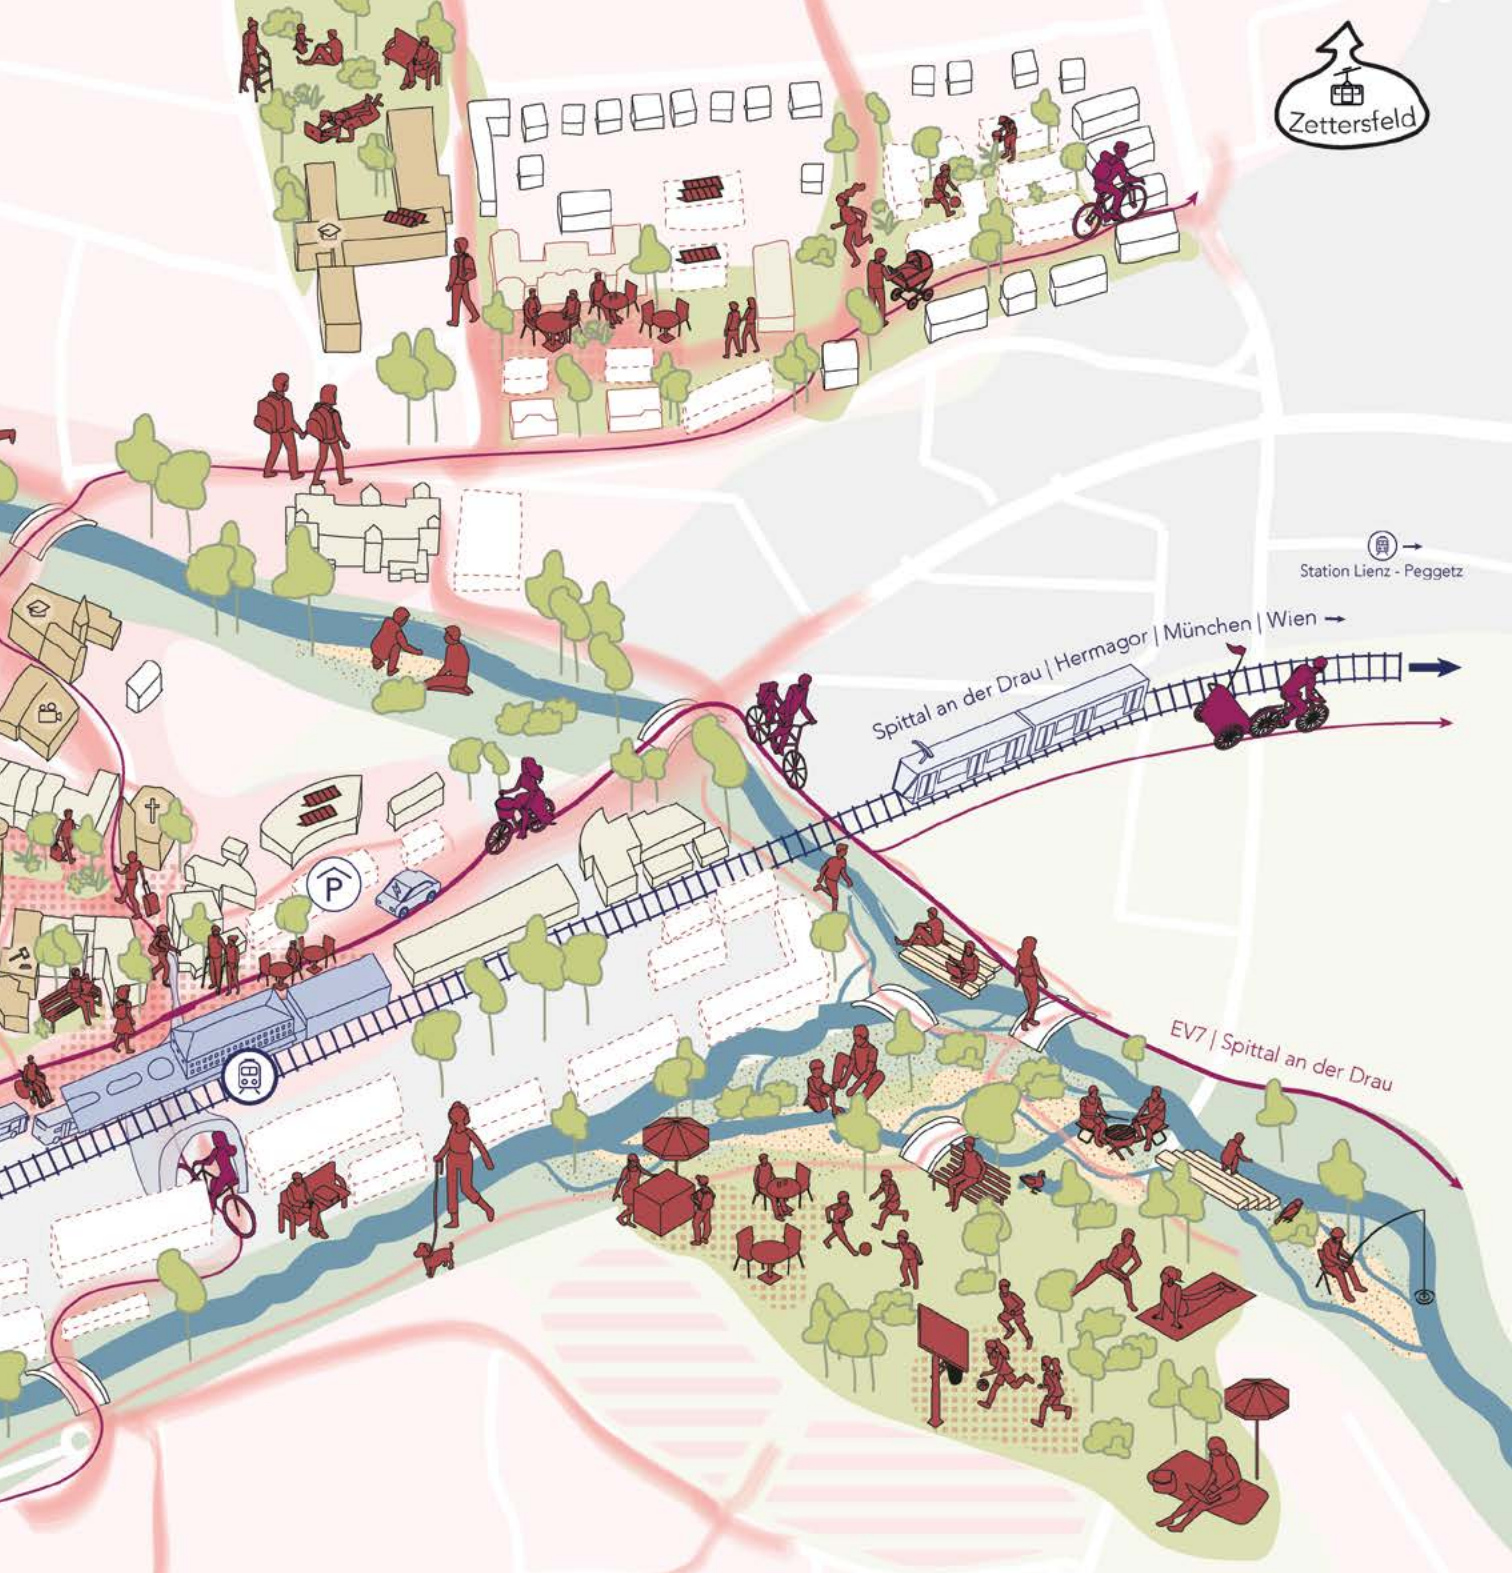 Zettersfeld
Station Lienz - Peggetz
Spittal an der Drau | Hermagor | München | Wien
P
EV7 | Spittal an der Drau